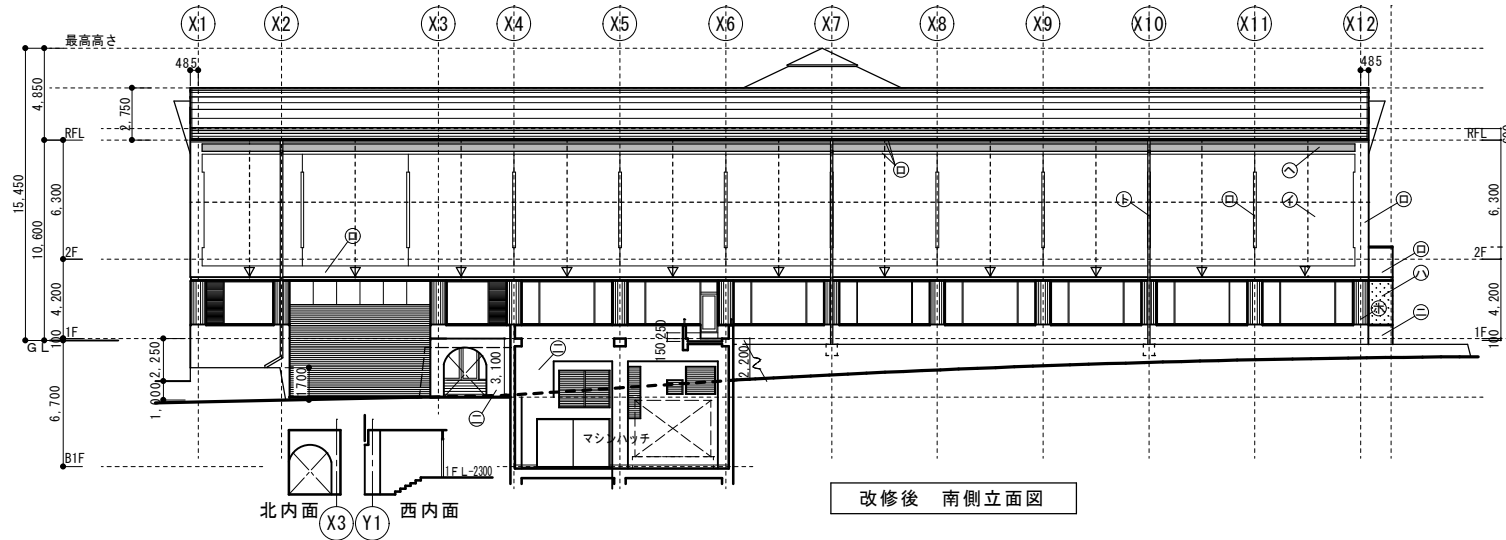 X1 X2 X3 X4 X5 X6 X7 X8 X9 X10 X11 X12
最高高さ
485
485
4,850
2,750
RFL
RFL
15,450
10,600
6,300
6,300
ロ
ヘ
ト
ロ
イ
ロ
ロ
2F
2F
ロ
ハ
4,200
4,200
ホ
ニ
1F
1F
GL
100
100
150
250
2,250
1,000
1700
3,100
2,200
ニ
ニ
6,700
マシンハッチ
B1F
1FL-2300
北内面
X3
Y1
西内面
改修後 南側立面図